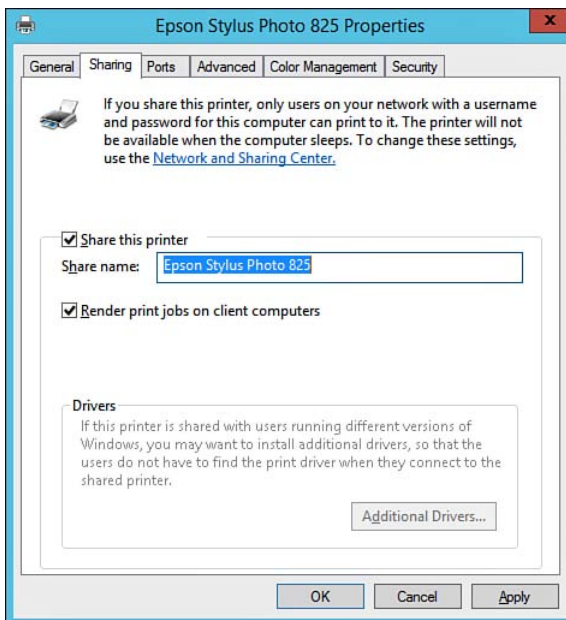 Epson Stylus Photo 825 Properties
x
General Sharing Ports Advanced Color Management Security
If you share this printer, only users on your network with a username
and password for this computer can print to it. The printer will not
be available when the computer sleeps. To change these settings,
use the Network and Sharing Center.
Share this printer
Share name: Epson Stylus Photo 825
Render print jobs on client computers
Drivers
If this printer is shared with users running different versions of
Windows, you may want to install additional drivers, so that the
users do not have to find the print driver when they connect to the
shared printer.
Additional Drivers...
OK Cancel Apply